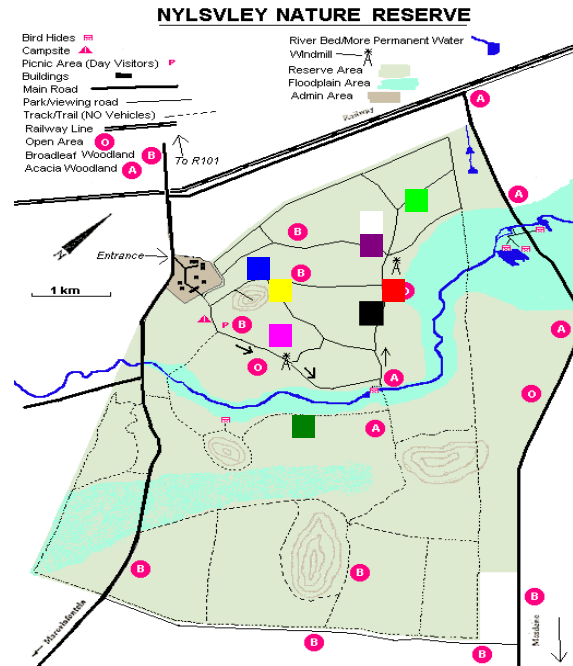 NYLSVLEY NATURE RESERVE
Bird Hides
Campsite
Picnic Area (Day Visitors) P
Buildings
Main Road
Park/viewing road
Track/Trail (NO Vehicles)
Railway Line
Open Area O
Broadleaf Woodland B
Acacia Woodland A
River Bed/More Permanent Water
Windmill
Reserve Area
Floodplain Area
Admin Area
To R101
Railway
A
A
B
N
Entrance
B
O
1 km
P
B
A
O
A
O
A
B
B
B
B
B
Mosdene